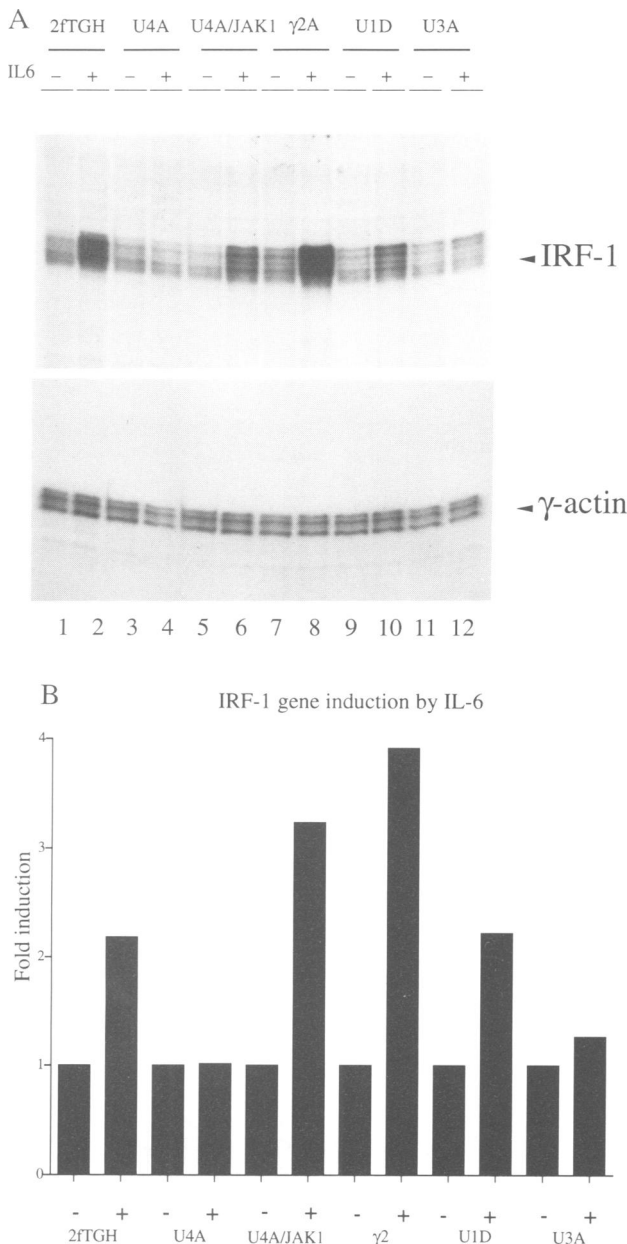 A
2fTGH U4A U4A/JAK1 γ2A U1D U3A
IL6 – + – + – + – + – + – +
IRF-1
γ-actin
1 2 3 4 5 6 7 8 9 10 11 12
B
IRF-1 gene induction by IL-6
4
3
2
1
0
Fold induction
- + - + - + - + - + - +
2fTGH U4A U4A/JAK1 γ2 U1D U3A